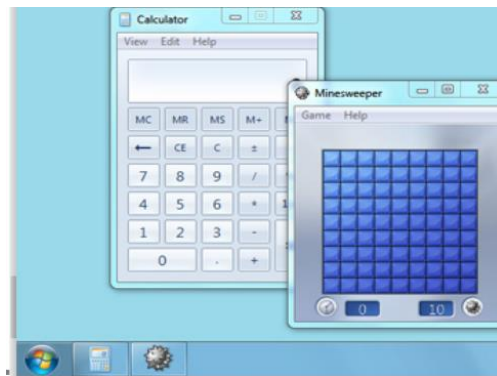 Calculator
View Edit Help
MC MR MS M+
← CE C ±
7 8 9 /
4 5 6 *
1 2 3 -
0 . +
Minesweeper
Game Help
0 10